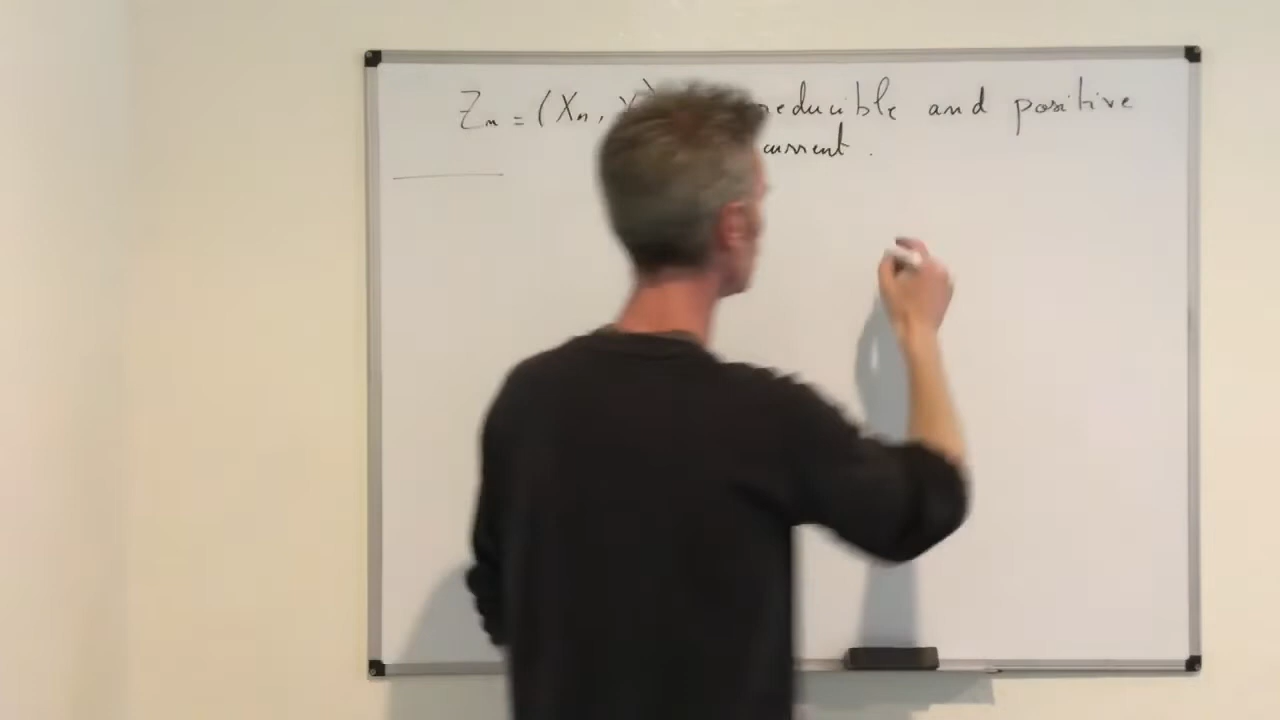 Zₙ = (Xₙ, Y) reducible and positive
current.